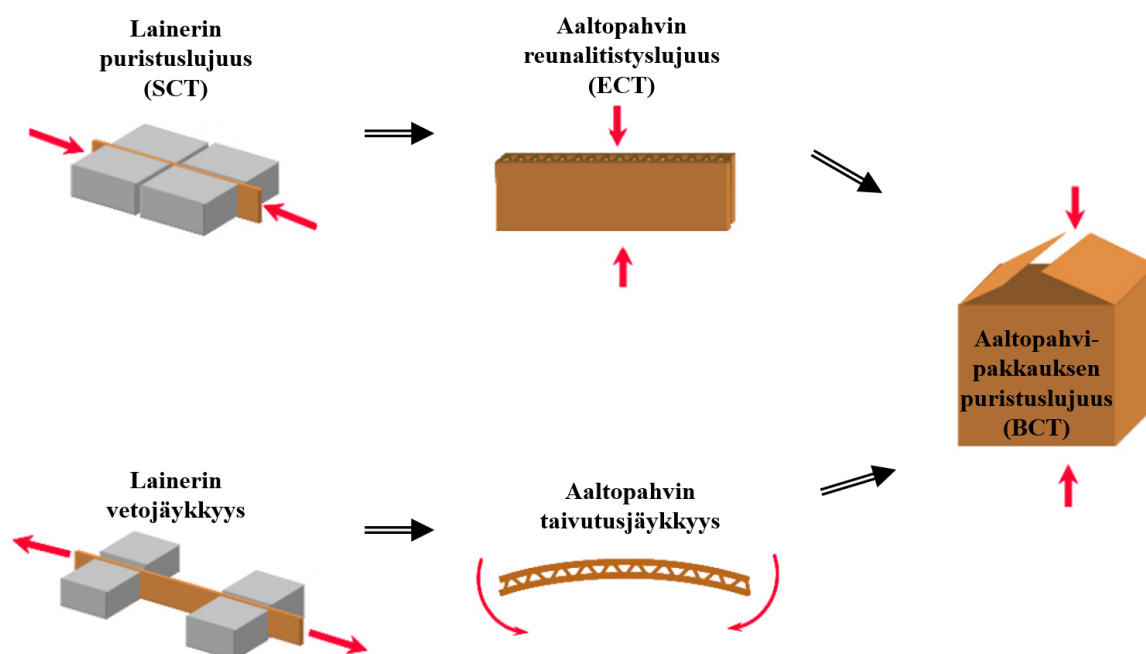 Lainerin
puristuslujuus
(SCT)
Aaltopahvin
reunalitistyslujuus
(ECT)
Aaltopahvi-
pakkauksen
puristuslujuus
(BCT)
Lainerin
vetojäykkyys
Aaltopahvin
taivutusjäykkyys